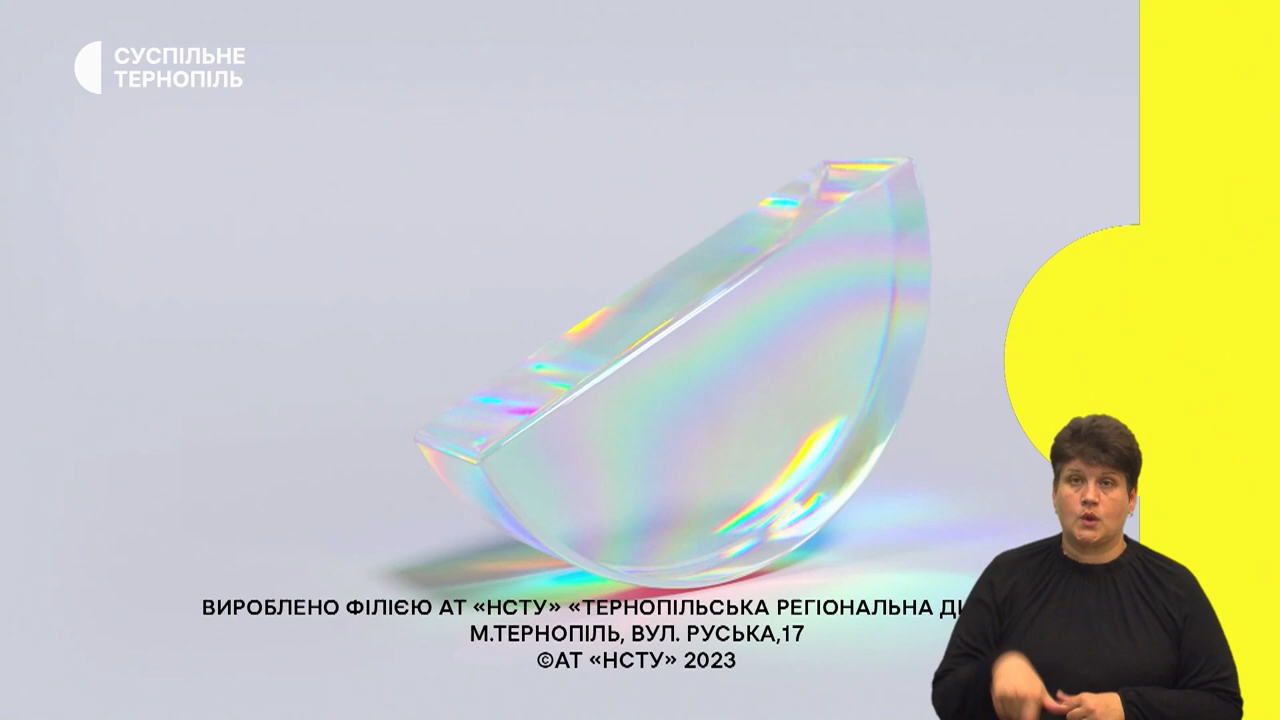 СУСПІЛЬНЕ
ТЕРНОПІЛЬ
ВИРОБЛЕНО ФІЛІЄЮ АТ «НСТУ» «ТЕРНОПІЛЬСЬКА РЕГІОНАЛЬНА
М.ТЕРНОПІЛЬ, ВУЛ. РУСЬКА,17
©АТ «НСТУ» 2023